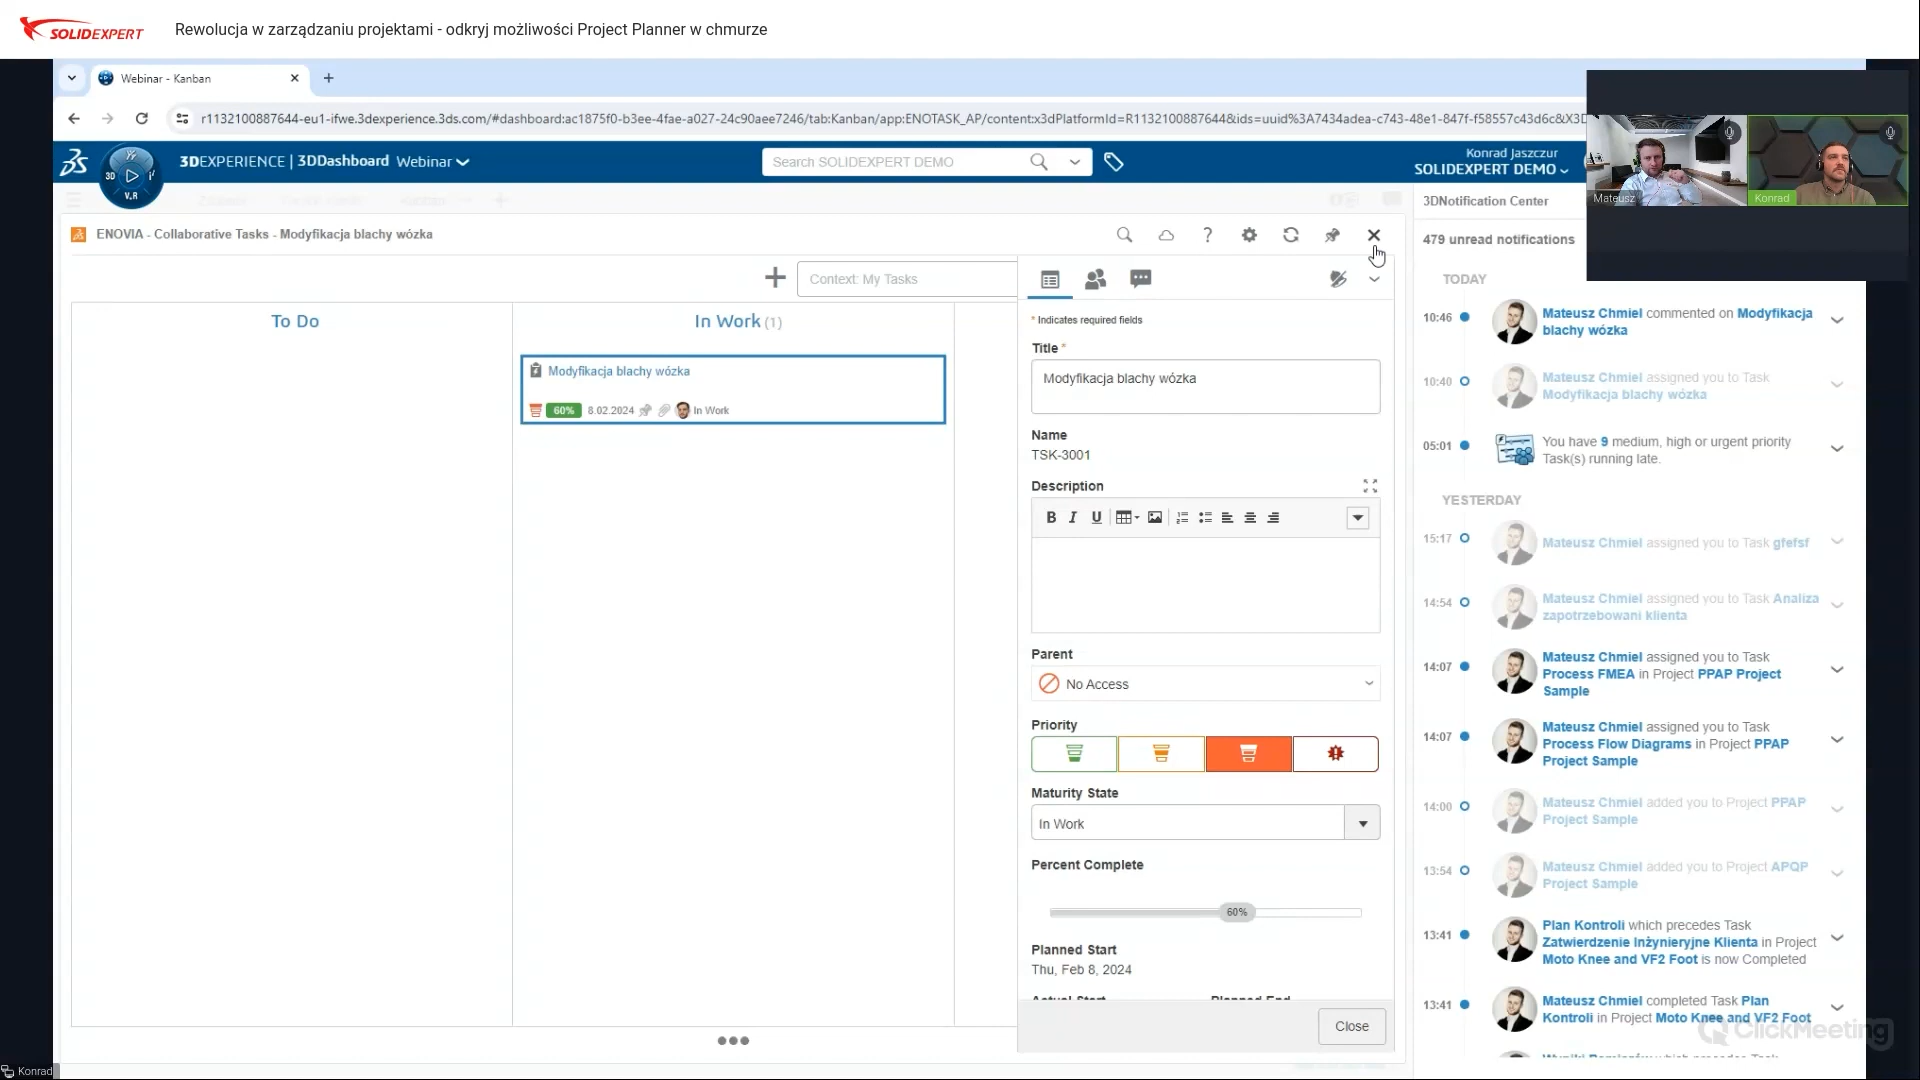 SOLIDEXPERT
Rewolucja w zarządzaniu projektami - odkryj możliwości Project Planner w chmurze
Webinar - Kanban
r1132100887644-eu1-ifwe.3dexperience.3ds.com/#dashboard:ac1875f0-b3ee-4fae-a027-24c90aee7246/tab:Kanban/app:ENOTASK_AP/content:x3dPlatformId=R1132100887644&ids=uuid%3A7434adea-c743-48e1-847f-f58557c43d6c&X3D
3DEXPERIENCE | 3DDashboard Webinar
Search SOLIDEXPERT DEMO
Konrad Jaszczur
SOLIDEXPERT DEMO
3D
V.R
Mateusz
Konrad
ENOVIA - Collaborative Tasks - Modyfikacja blachy wózka
Context: My Tasks
To Do
In Work (1)
Modyfikacja blachy wózka
60% 8.02.2024 In Work
* Indicates required fields
Title *
Modyfikacja blachy wózka
Name
TSK-3001
Description
B I U
Parent
No Access
Priority
Maturity State
In Work
Percent Complete
60%
Planned Start
Thu, Feb 8, 2024
Actual Start Planned End
Close
3DNotification Center
479 unread notifications
TODAY
10:46
Mateusz Chmiel commented on Modyfikacja
blachy wózka
10:40
Mateusz Chmiel assigned you to Task
Modyfikacja blachy wózka
05:01
You have 9 medium, high or urgent priority
Task(s) running late.
YESTERDAY
15:17
Mateusz Chmiel assigned you to Task gfefsf
14:54
Mateusz Chmiel assigned you to Task Analiza
zapotrzebowani klienta
14:07
Mateusz Chmiel assigned you to Task
Process FMEA in Project PPAP Project
Sample
14:07
Mateusz Chmiel assigned you to Task
Process Flow Diagrams in Project PPAP
Project Sample
14:00
Mateusz Chmiel added you to Project PPAP
Project Sample
13:54
Mateusz Chmiel added you to Project APQP
Project Sample
13:41
Plan Kontroli which precedes Task
Zatwierdzenie Inżynieryjne Klienta in Project
Moto Knee and VF2 Foot is now Completed
13:41
Mateusz Chmiel completed Task Plan
Kontroli in Project Moto Knee and VF2 Foot
ClickMeeting
Konrad